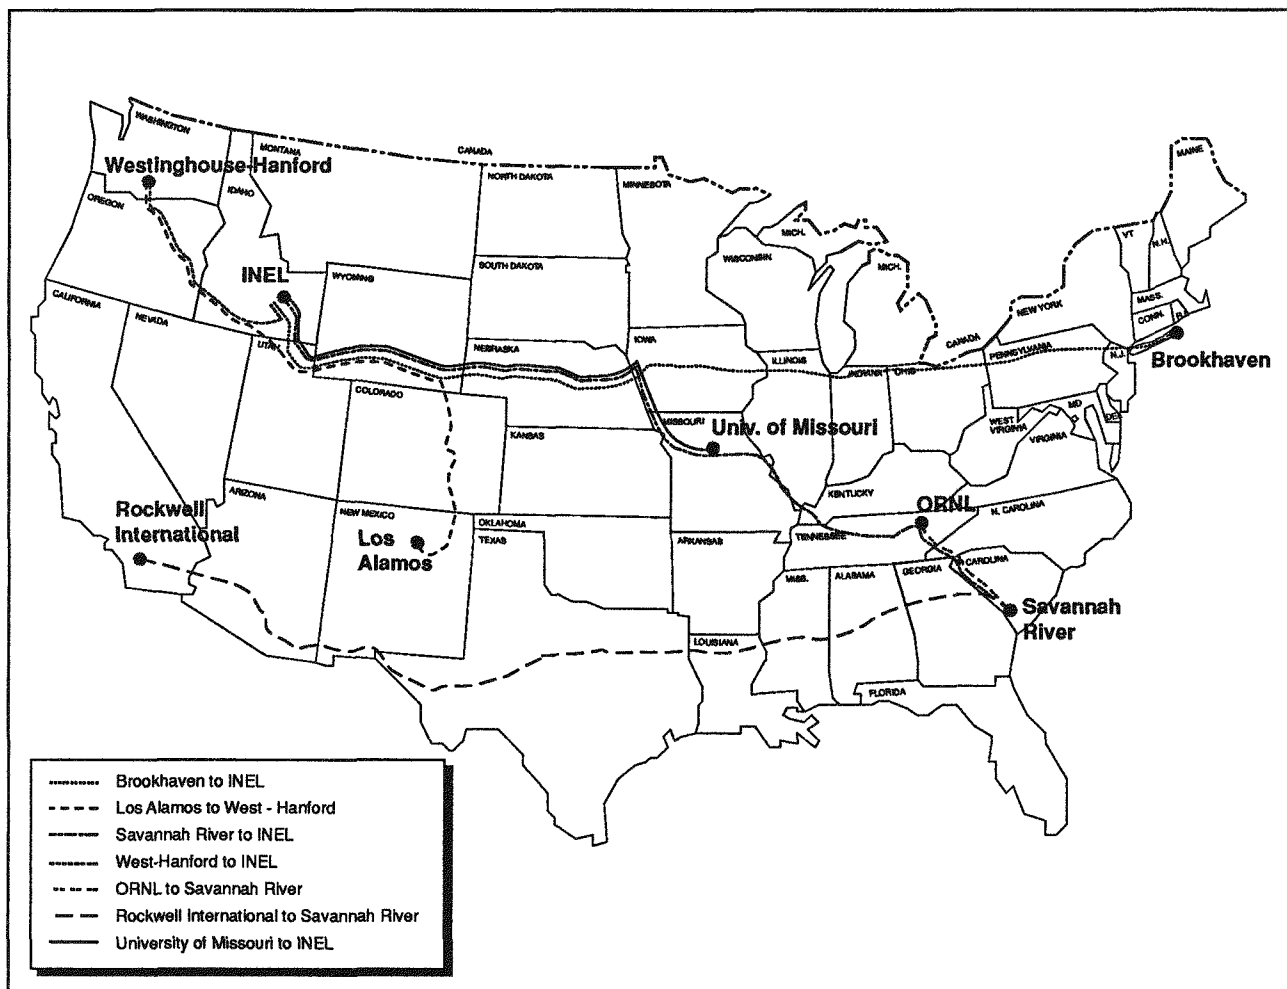 WASHINGTON
MONTANA
CANADA
MAINE
Westinghouse-Hanford
NORTH DAKOTA
MINNESOTA
IDAHO
OREGON
VT
N.H.
MICH.
WISCONSIN
MICH.
SOUTH DAKOTA
INEL
WYOMING
CALIFORNIA
NEVADA
MASS.
NEW YORK
CONN.
R.I.
UTAH
NEBRASKA
IOWA
ILLINOIS
INDIANA
OHIO
CANADA
PENNSYLVANIA
N.J.
Brookhaven
COLORADO
MD
DEL
MISSOURI
Univ. of Missouri
WEST
VIRGINIA
VIRGINIA
KANSAS
ARIZONA
KENTUCKY
ORNL
Rockwell
International
NEW MEXICO
OKLAHOMA
N. CAROLINA
TEXAS
Los
Alamos
ARKANSAS
TENNESSEE
CAROLINA
MISS.
ALABAMA
GEORGIA
Savannah
River
LOUISIANA
FLORIDA
Brookhaven to INEL
Los Alamos to West - Hanford
Savannah River to INEL
West-Hanford to INEL
ORNL to Savannah River
Rockwell International to Savannah River
University of Missouri to INEL